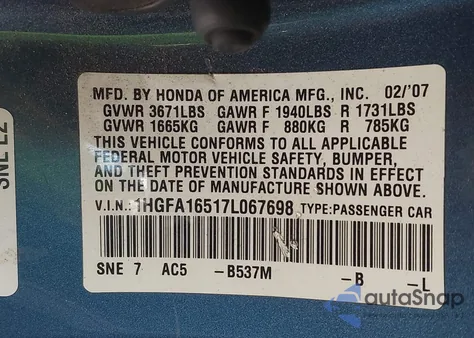 MFD. BY HONDA OF AMERICA MFG., INC. 02/'07
GVWR 3671LBS GAWR F 1940LBS R 1731LBS
GVWR 1665KG GAWR F 880KG R 785KG
THIS VEHICLE CONFORMS TO ALL APPLICABLE
FEDERAL MOTOR VEHICLE SAFETY, BUMPER,
AND THEFT PREVENTION STANDARDS IN EFFECT
ON THE DATE OF MANUFACTURE SHOWN ABOVE.
V.I.N.: 1HGFA16517L067698 TYPE:PASSENGER CAR
SNE 7 AC5 -B537M -B -L
SNE L2
autoSnap